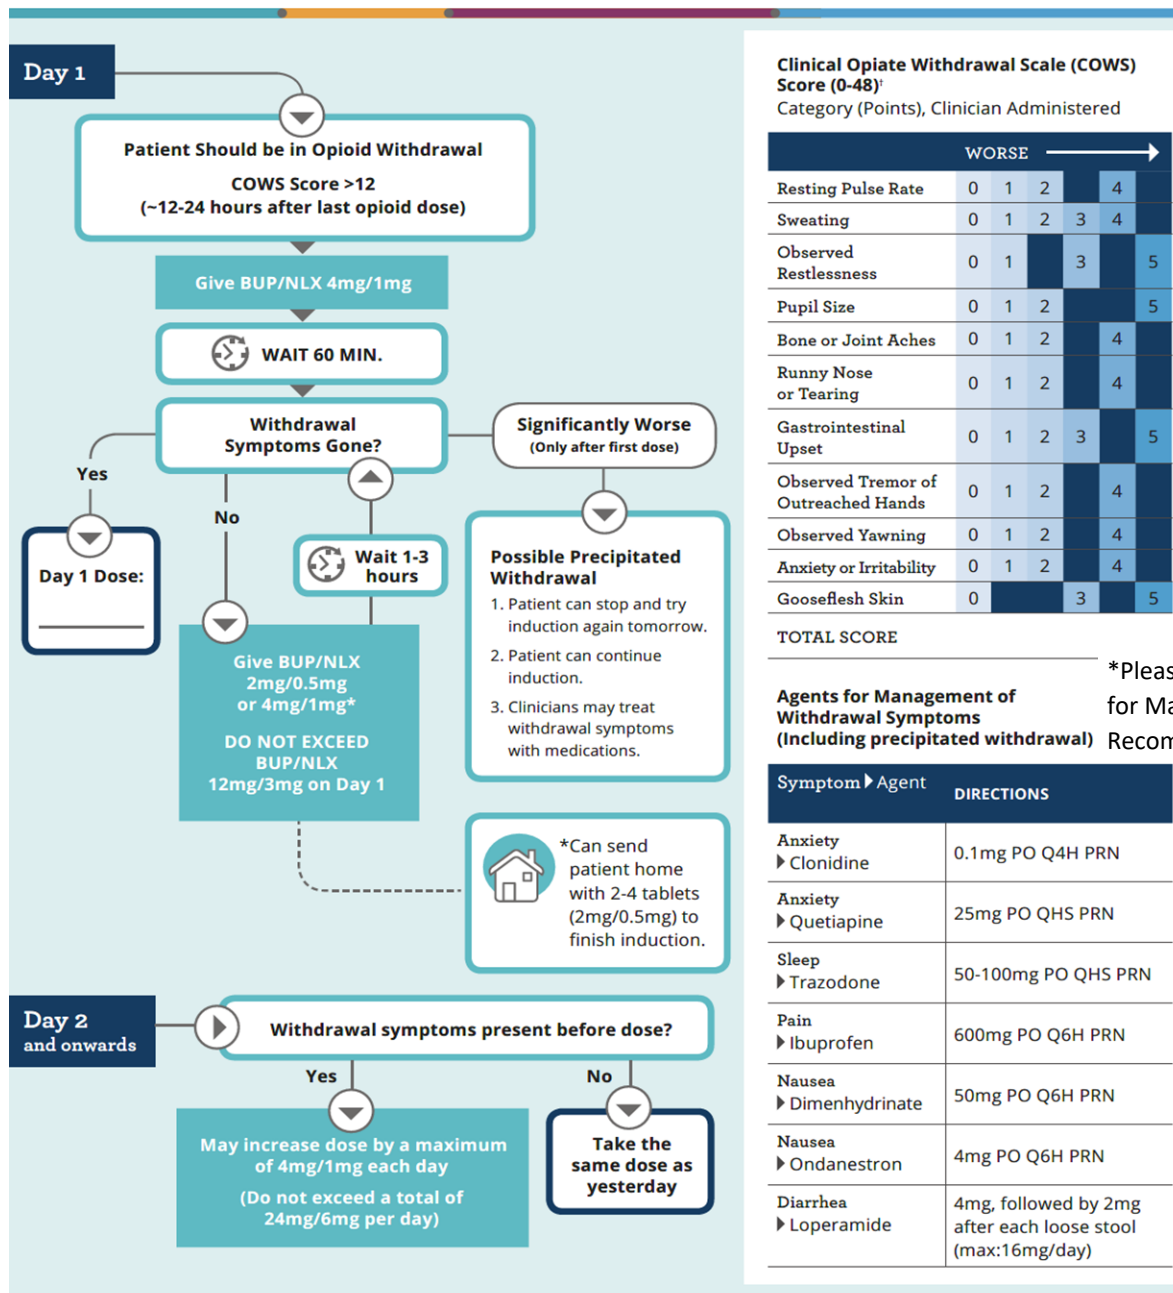 Day 1
Patient Should be in Opioid Withdrawal
COWS Score >12
(~12-24 hours after last opioid dose)
Give BUP/NLX 4mg/1mg
WAIT 60 MIN.
Withdrawal
Symptoms Gone?
Significantly Worse
(Only after first dose)
Yes
No
Wait 1-3
hours
Day 1 Dose:
Give BUP/NLX
2mg/0.5mg
or 4mg/1mg*
DO NOT EXCEED
BUP/NLX
12mg/3mg on Day 1
Possible Precipitated
Withdrawal
1. Patient can stop and try
induction again tomorrow.
2. Patient can continue
induction.
3. Clinicians may treat
withdrawal symptoms
with medications.
*Can send
patient home
with 2-4 tablets
(2mg/0.5mg) to
finish induction.
Day 2
and onwards
Withdrawal symptoms present before dose?
Yes
No
May increase dose by a maximum
of 4mg/1mg each day
(Do not exceed a total of
24mg/6mg per day)
Take the
same dose as
yesterday
Clinical Opiate Withdrawal Scale (COWS)
Score (0-48)†
Category (Points), Clinician Administered
WORSE
Resting Pulse Rate 0 1 2 4
Sweating 0 1 2 3 4
Observed
Restlessness 0 1 3 5
Pupil Size 0 1 2 5
Bone or Joint Aches 0 1 2 4
Runny Nose
or Tearing 0 1 2 4
Gastrointestinal
Upset 0 1 2 3 5
Observed Tremor of
Outreached Hands 0 1 2 4
Observed Yawning 0 1 2 4
Anxiety or Irritability 0 1 2 4
Gooseflesh Skin 0 3 5
TOTAL SCORE
*Pleas
for Ma
Recom
Agents for Management of
Withdrawal Symptoms
(Including precipitated withdrawal)
Symptom Agent DIRECTIONS
Anxiety
Clonidine 0.1mg PO Q4H PRN
Anxiety
Quetiapine 25mg PO QHS PRN
Sleep
Trazodone 50-100mg PO QHS PRN
Pain
Ibuprofen 600mg PO Q6H PRN
Nausea
Dimenhydrinate 50mg PO Q6H PRN
Nausea
Ondanestron 4mg PO Q6H PRN
Diarrhea
Loperamide
4mg, followed by 2mg
after each loose stool
(max:16mg/day)